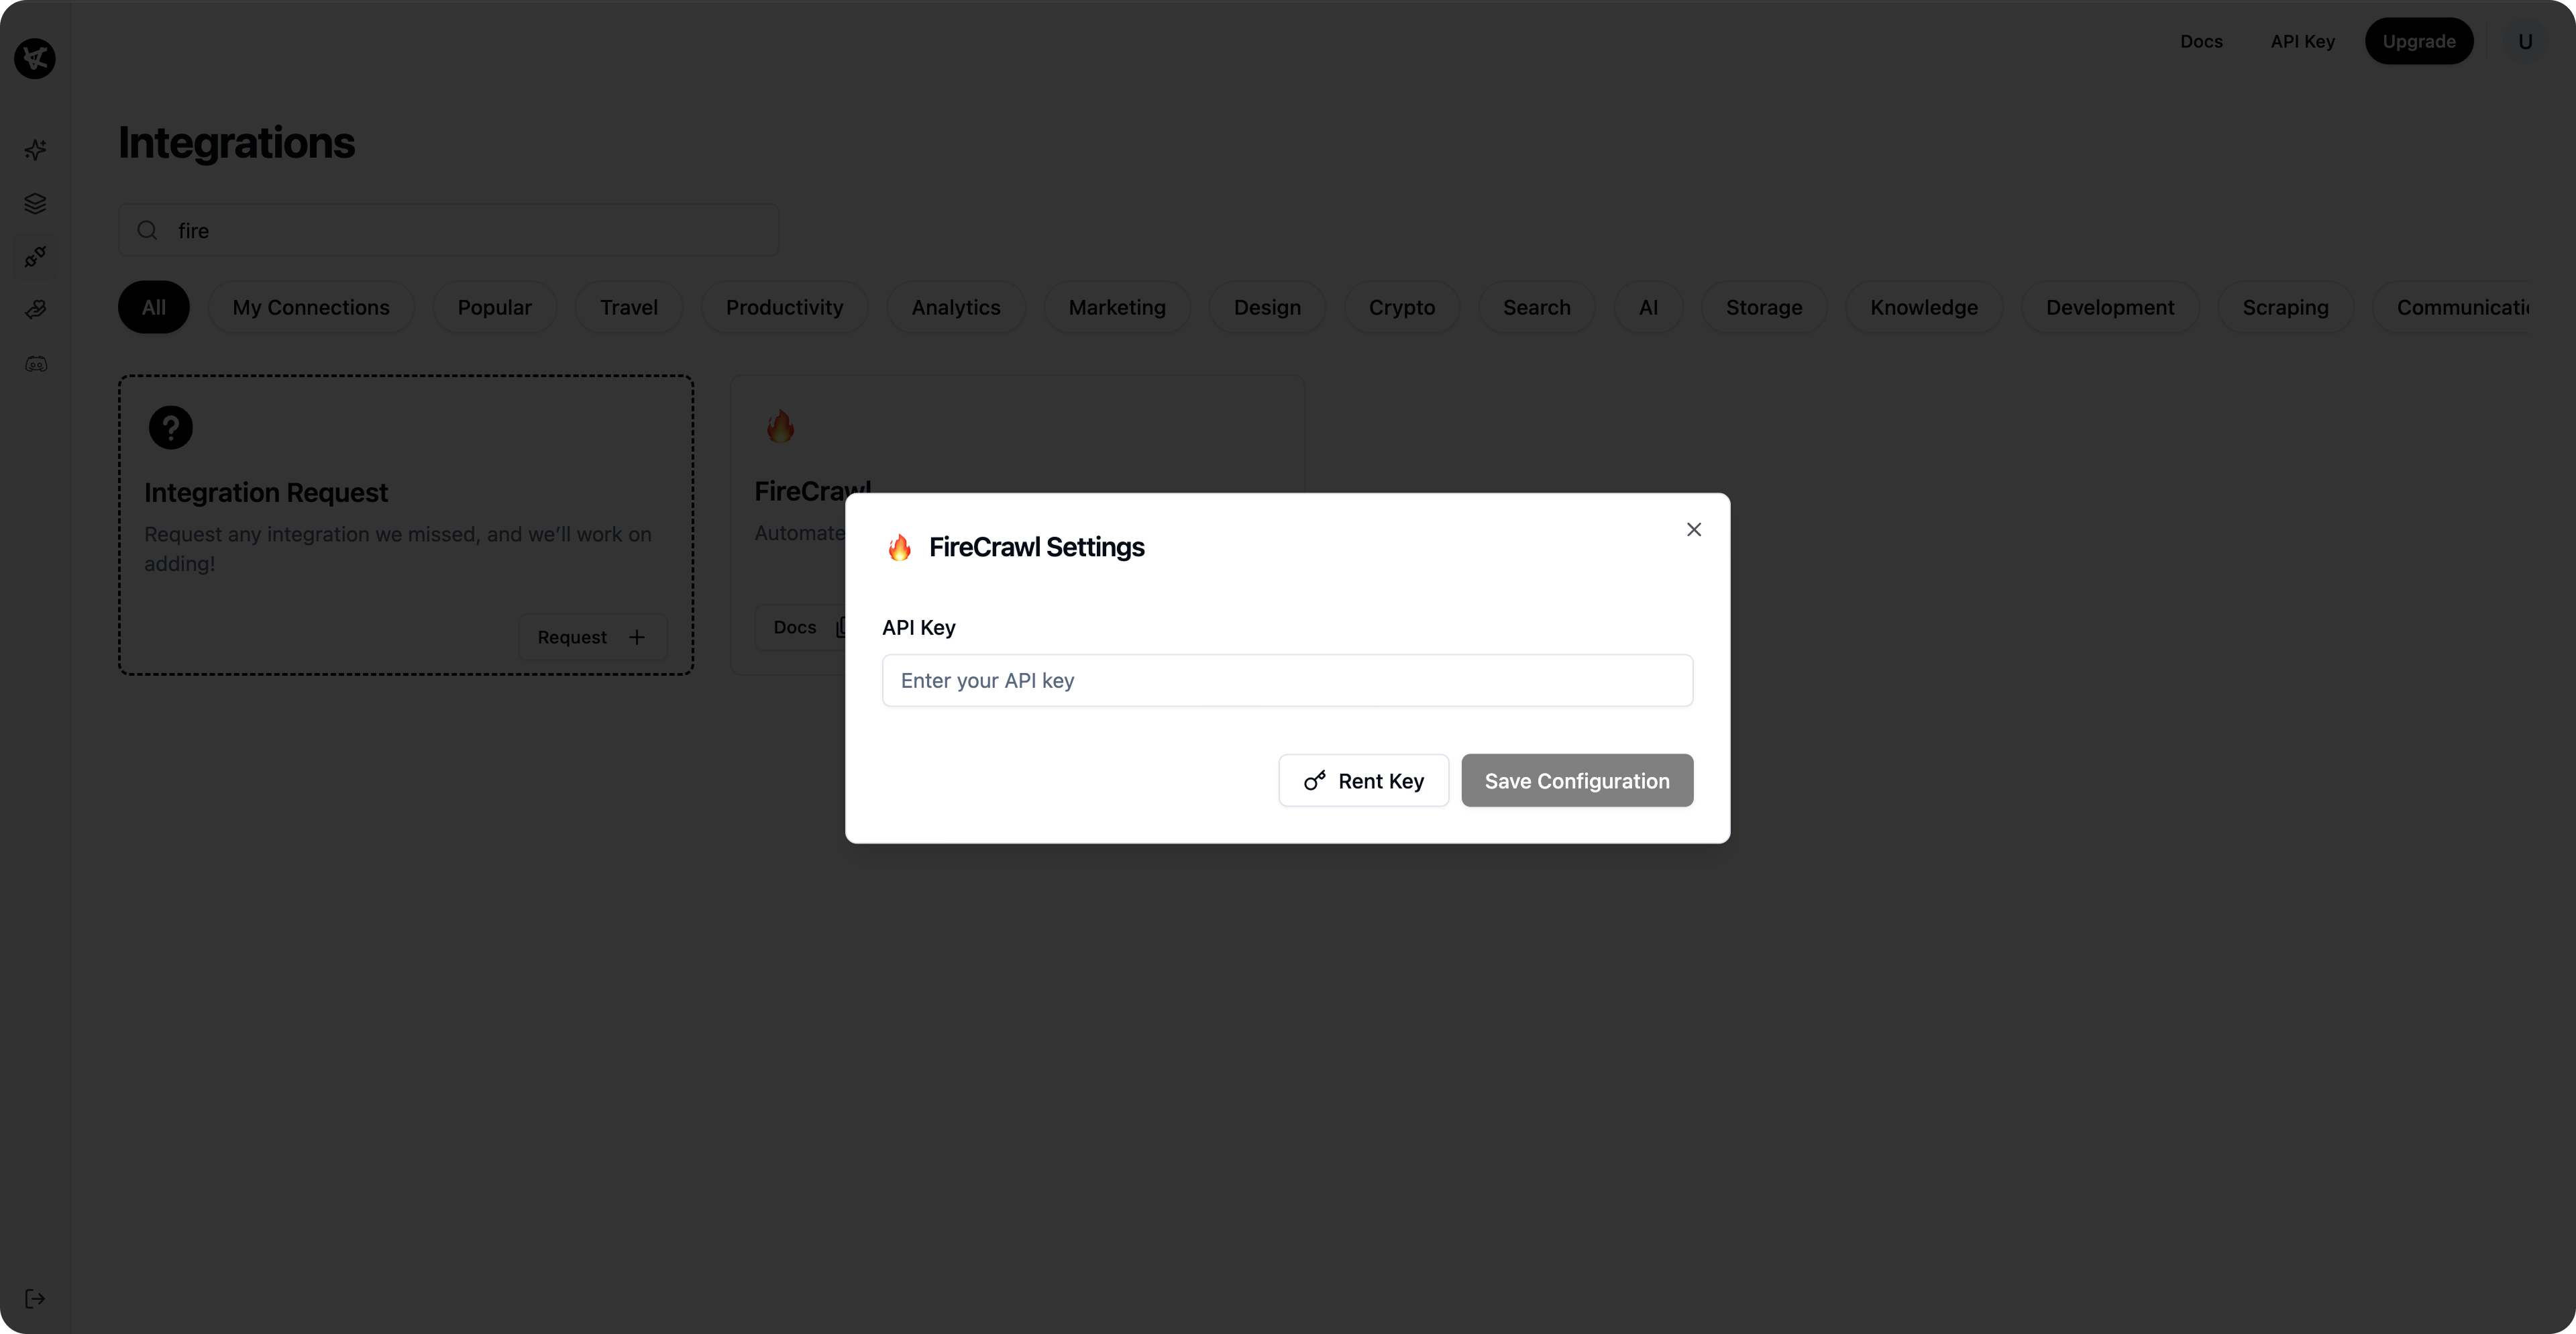 Docs
API Key
Upgrade
U
Integrations
fire
All
My Connections
Popular
Travel
Productivity
Analytics
Marketing
Design
Crypto
Search
AI
Storage
Knowledge
Development
Scraping
Communicati
?
Integration Request
Request any integration we missed, and we’ll work on
adding!
Request
FireCrawl
Automate
Docs
FireCrawl Settings
API Key
Enter your API key
Rent Key
Save Configuration